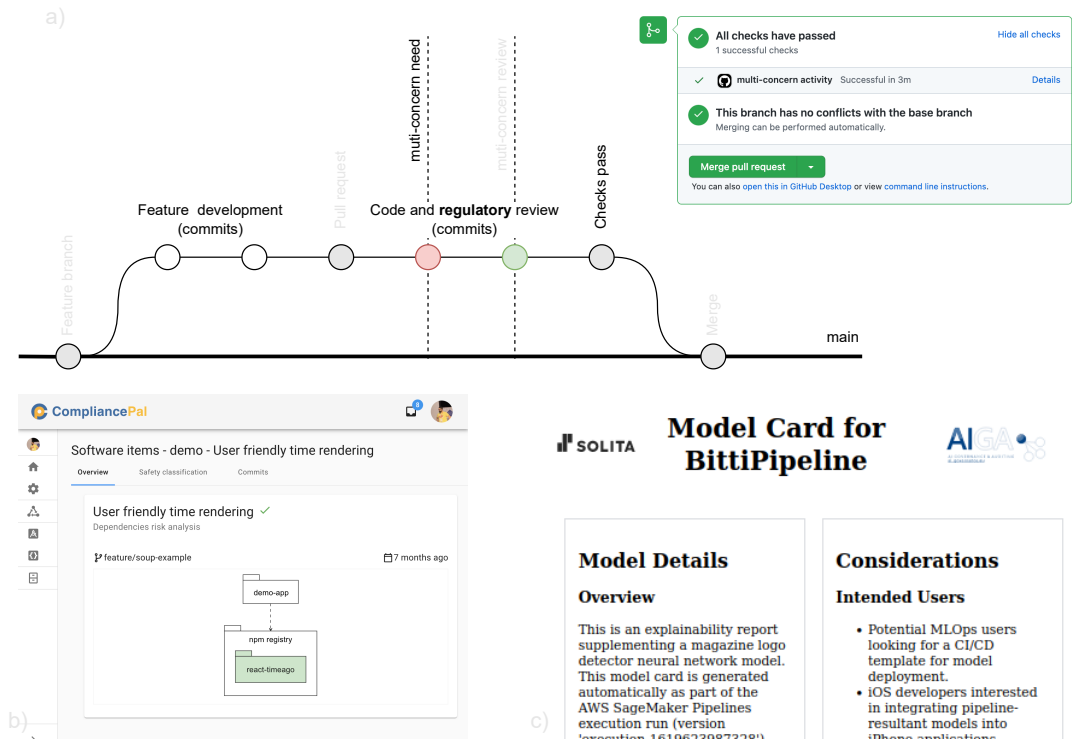 a)
All checks have passed
Hide all checks
1 successful checks
multi-concern activity Successful in 3m
Details
This branch has no conflicts with the base branch
Merging can be performed automatically.
Merge pull request
You can also open this in GitHub Desktop or view command line instructions.
muti-concern need
muti-concern review
Pull request
Checks pass
Feature development
(commits)
Code and regulatory review
(commits)
Feature branch
Merge
main
CompliancePal
8
Software items - demo - User friendly time rendering
Overview Safety classification Commits
User friendly time rendering
Dependencies risk analysis
feature/soup-example
7 months ago
demo-app
npm registry
react-timeago
b)
SOLITA
Model Card for
BittiPipeline
AIGA
Model Details
Overview
This is an explainability report
supplementing a magazine logo
detector neural network model.
This model card is generated
automatically as part of the
AWS SageMaker Pipelines
execution run (version
'execution-1619623987328')
Considerations
Intended Users
• Potential MLOps users
looking for a CI/CD
template for model
deployment.
• iOS developers interested
in integrating pipeline-
resultant models into
iPhone applications
c)